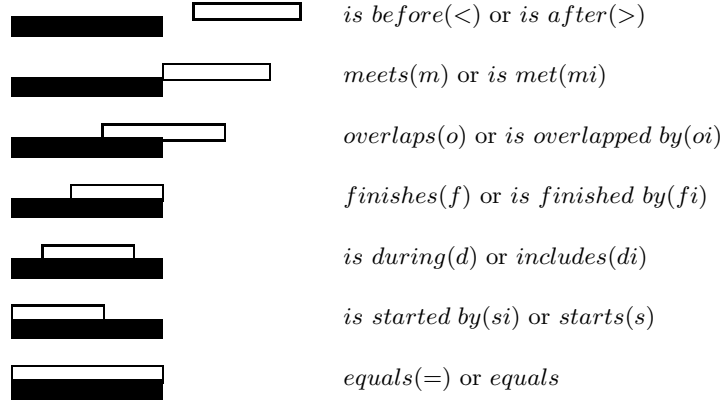 is before(<) or is after(>)
meets(m) or is met(mi)
overlaps(o) or is overlapped by(oi)
finishes(f) or is finished by(fi)
is during(d) or includes(di)
is started by(si) or starts(s)
equals(=) or equals